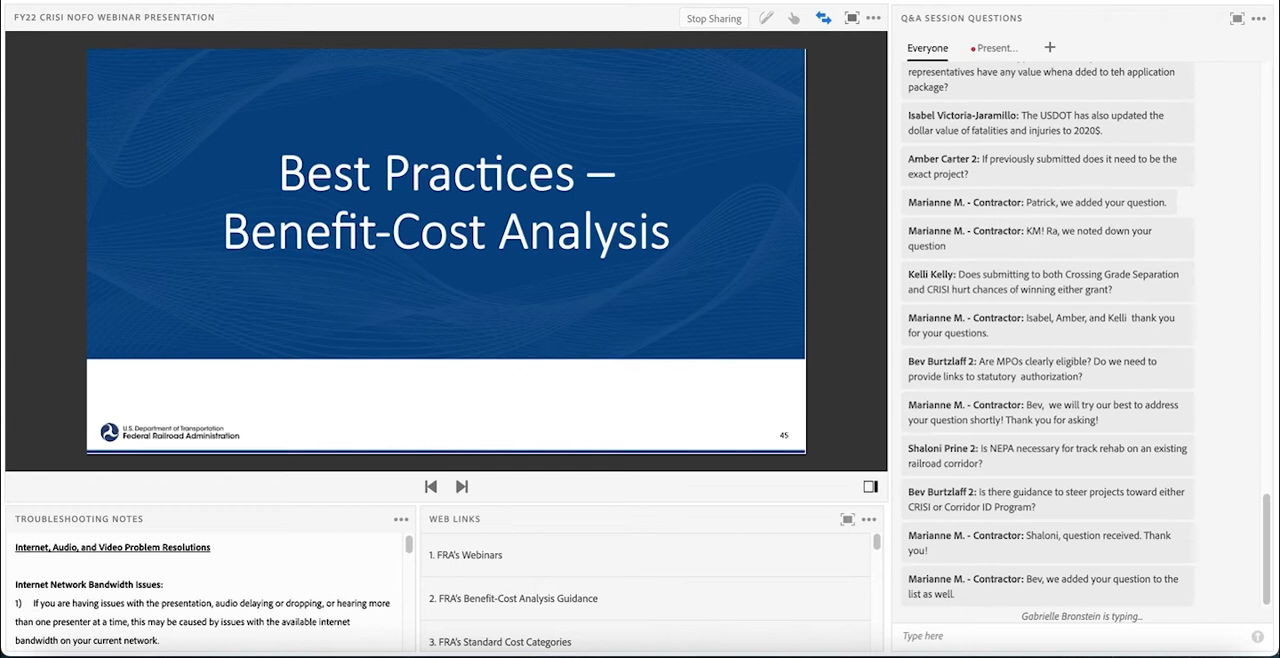 FY22 CRISI NOFO WEBINAR PRESENTATION
Stop Sharing
Best Practices –
Benefit-Cost Analysis
U.S. Department of Transportation
Federal Railroad Administration
45
TROUBLESHOOTING NOTES
Internet, Audio, and Video Problem Resolutions
Internet Network Bandwidth Issues:
1) If you are having issues with the presentation, audio delaying or dropping, or hearing more
than one presenter at a time, this may be caused by issues with the available internet
bandwidth on your current network.
WEB LINKS
1. FRA's Webinars
2. FRA's Benefit-Cost Analysis Guidance
3. FRA's Standard Cost Categories
Q&A SESSION QUESTIONS
Everyone
Present...
representatives have any value whena dded to teh application
package?
Isabel Victoria-Jaramillo: The USDOT has also updated the
dollar value of fatalities and injuries to 2020$.
Amber Carter 2: If previously submitted does it need to be the
exact project?
Marianne M. - Contractor: Patrick, we added your question.
Marianne M. - Contractor: KM! Ra, we noted down your
question
Kelli Kelly: Does submitting to both Crossing Grade Separation
and CRISI hurt chances of winning either grant?
Marianne M. - Contractor: Isabel, Amber, and Kelli thank you
for your questions.
Bev Burtzlaff 2: Are MPOs clearly eligible? Do we need to
provide links to statutory authorization?
Marianne M. - Contractor: Bev, we will try our best to address
your question shortly! Thank you for asking!
Shaloni Prine 2: Is NEPA necessary for track rehab on an existing
railroad corridor?
Bev Burtzlaff 2: Is there guidance to steer projects toward either
CRISI or Corridor ID Program?
Marianne M. - Contractor: Shaloni, question received. Thank
you!
Marianne M. - Contractor: Bev, we added your question to the
list as well.
Gabrielle Bronstein is typing...
Type here